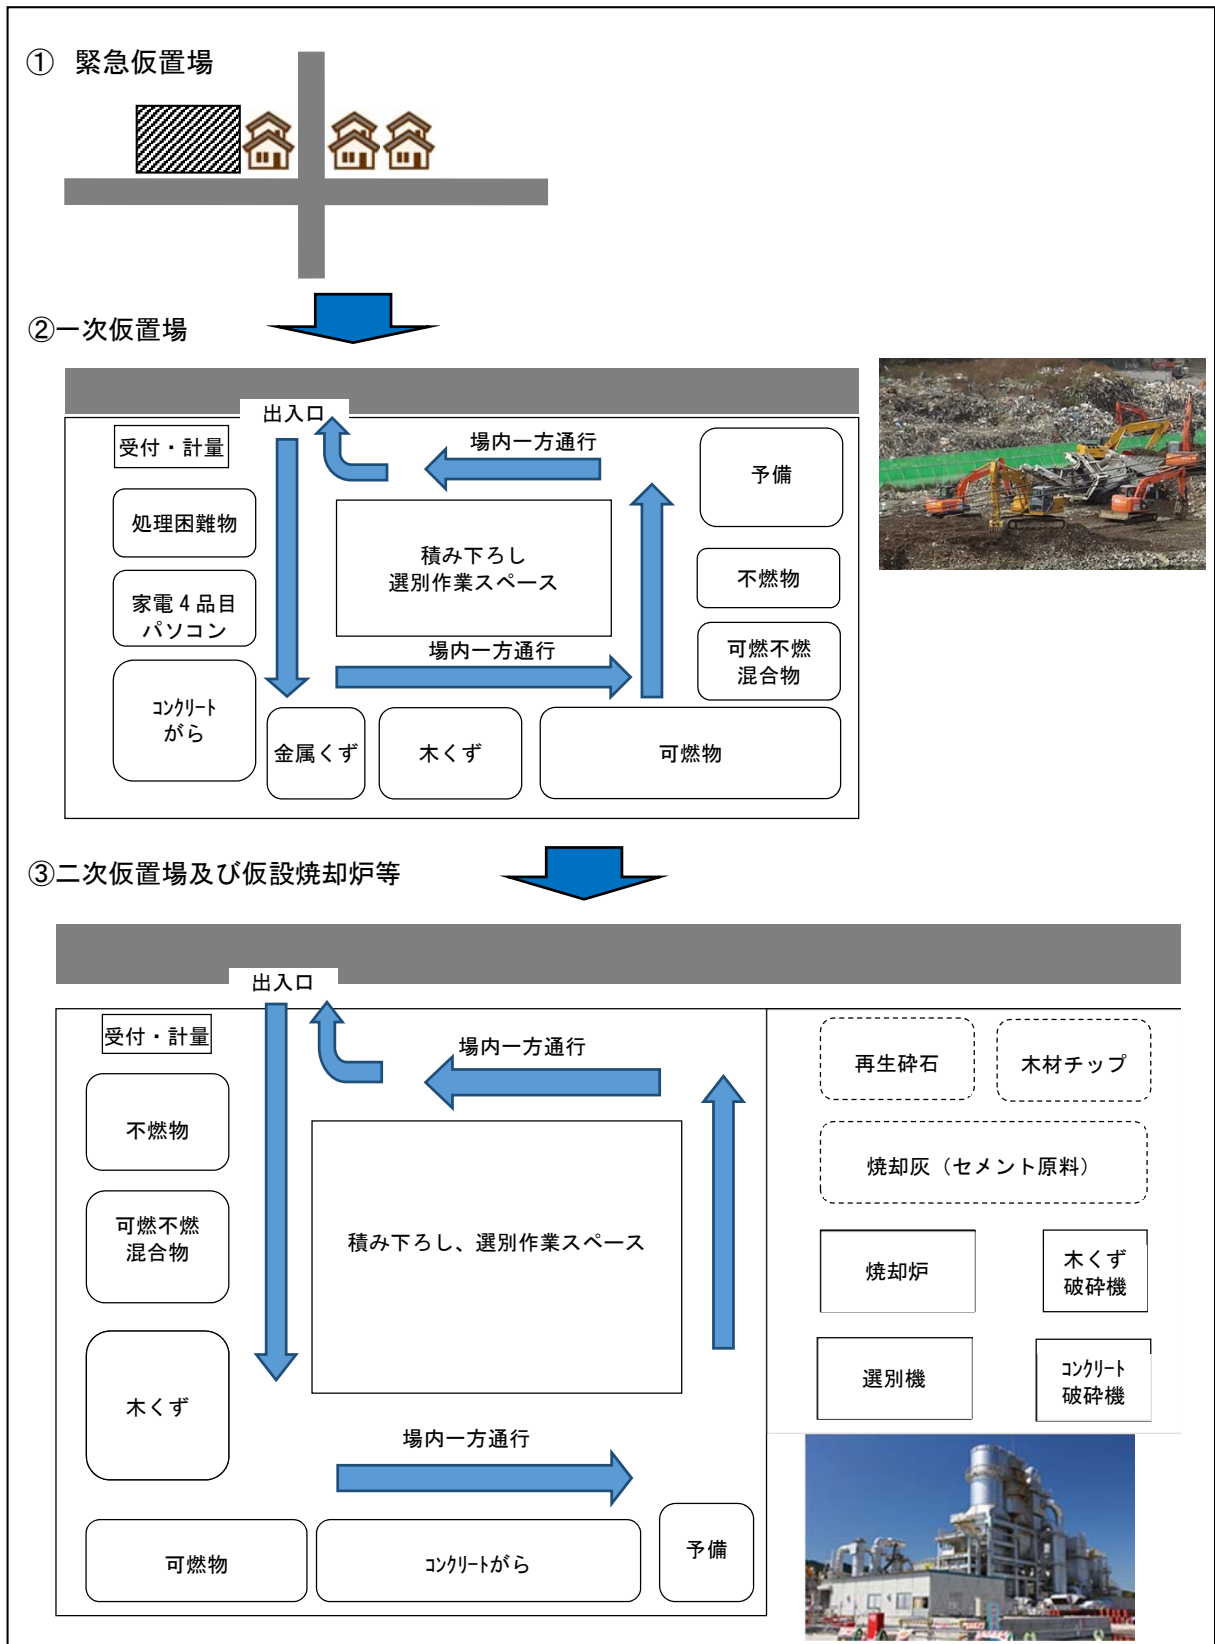 ① 緊急仮置場
②一次仮置場
出入口
受付・計量
場内一方通行
予備
処理困難物
積み下ろし
選別作業スペース
不燃物
家電４品目
パソコン
場内一方通行
可燃不燃
混合物
ｺﾝｸﾘｰﾄ
がら
金属くず
木くず
可燃物
③二次仮置場及び仮設焼却炉等
出入口
受付・計量
場内一方通行
再生砕石
木材チップ
不燃物
焼却灰（セメント原料）
可燃不燃
混合物
積み下ろし、選別作業スペース
焼却炉
木くず
破砕機
木くず
選別機
ｺﾝｸﾘｰﾄ
破砕機
場内一方通行
可燃物
ｺﾝｸﾘｰﾄがら
予備